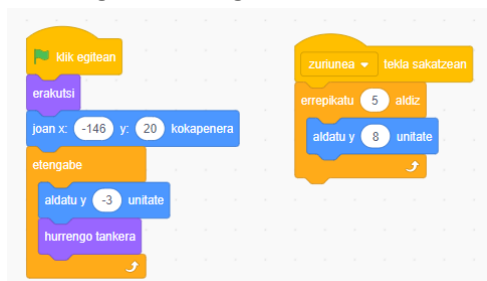 klik egitean
erakutsi
joan x: -146 y: 20 kokapenera
etengabe
aldatu y -3 unitate
hurrengo tankera
zuriunea tekla sakatzean
errepikatu 5 aldiz
aldatu y 8 unitate